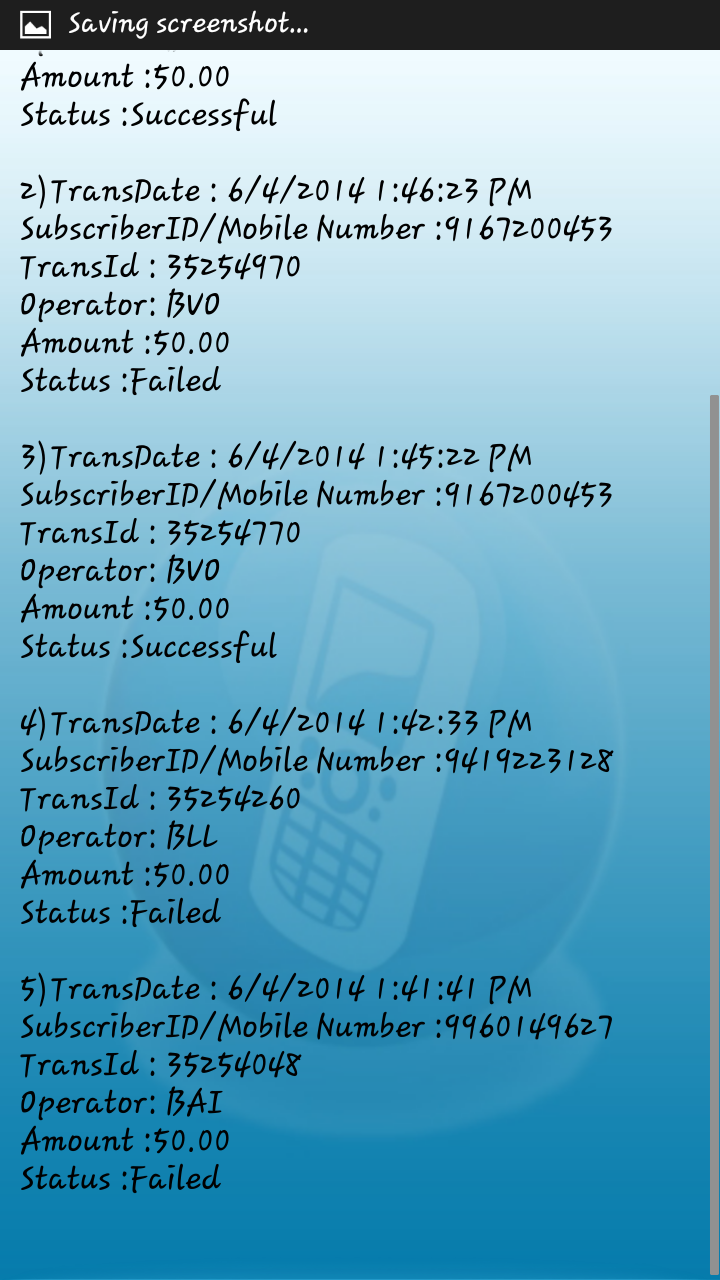 Saving screenshot...
Amount :50.00
Status :Successful
2)TransDate : 6/4/2014 1:46:23 PM
SubscriberID/Mobile Number :9167200453
TransId : 35254970
Operator: BVO
Amount :50.00
Status :Failed
3)TransDate : 6/4/2014 1:45:22 PM
SubscriberID/Mobile Number :9167200453
TransId : 35254770
Operator: BVO
Amount :50.00
Status :Successful
4)TransDate : 6/4/2014 1:42:33 PM
SubscriberID/Mobile Number :9419223128
TransId : 35254260
Operator: BLL
Amount :50.00
Status :Failed
5)TransDate : 6/4/2014 1:41:41 PM
SubscriberID/Mobile Number :9960149627
TransId : 35254048
Operator: BAI
Amount :50.00
Status :Failed